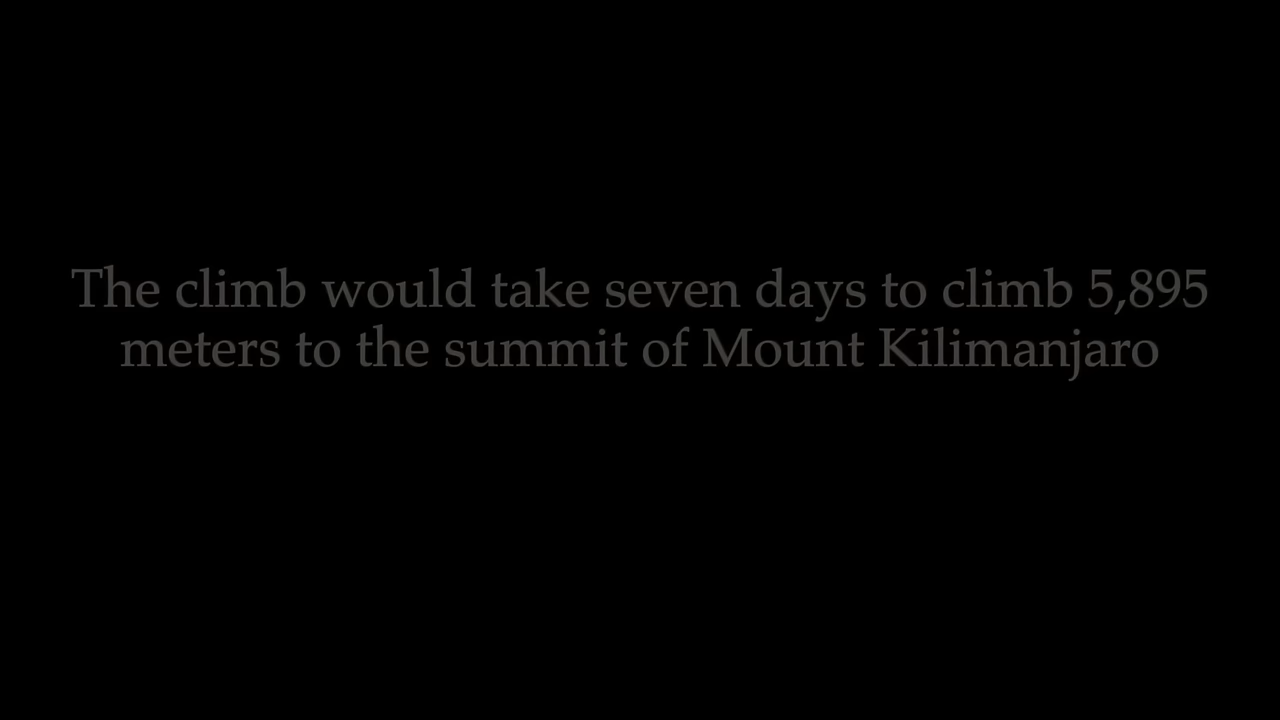 The climb would take seven days to climb 5,895
meters to the summit of Mount Kilimanjaro